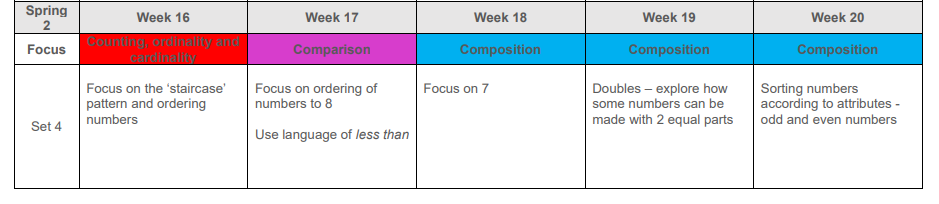 Spring
2
Week 16
Week 17
Week 18
Week 19
Week 20
Focus
Counting, ordinality and
cardinality
Comparison
Composition
Composition
Composition
Set 4
Focus on the ‘staircase’
pattern and ordering
numbers
Focus on ordering of
numbers to 8
Use language of less than
Focus on 7
Doubles – explore how
some numbers can be
made with 2 equal parts
Sorting numbers
according to attributes -
odd and even numbers